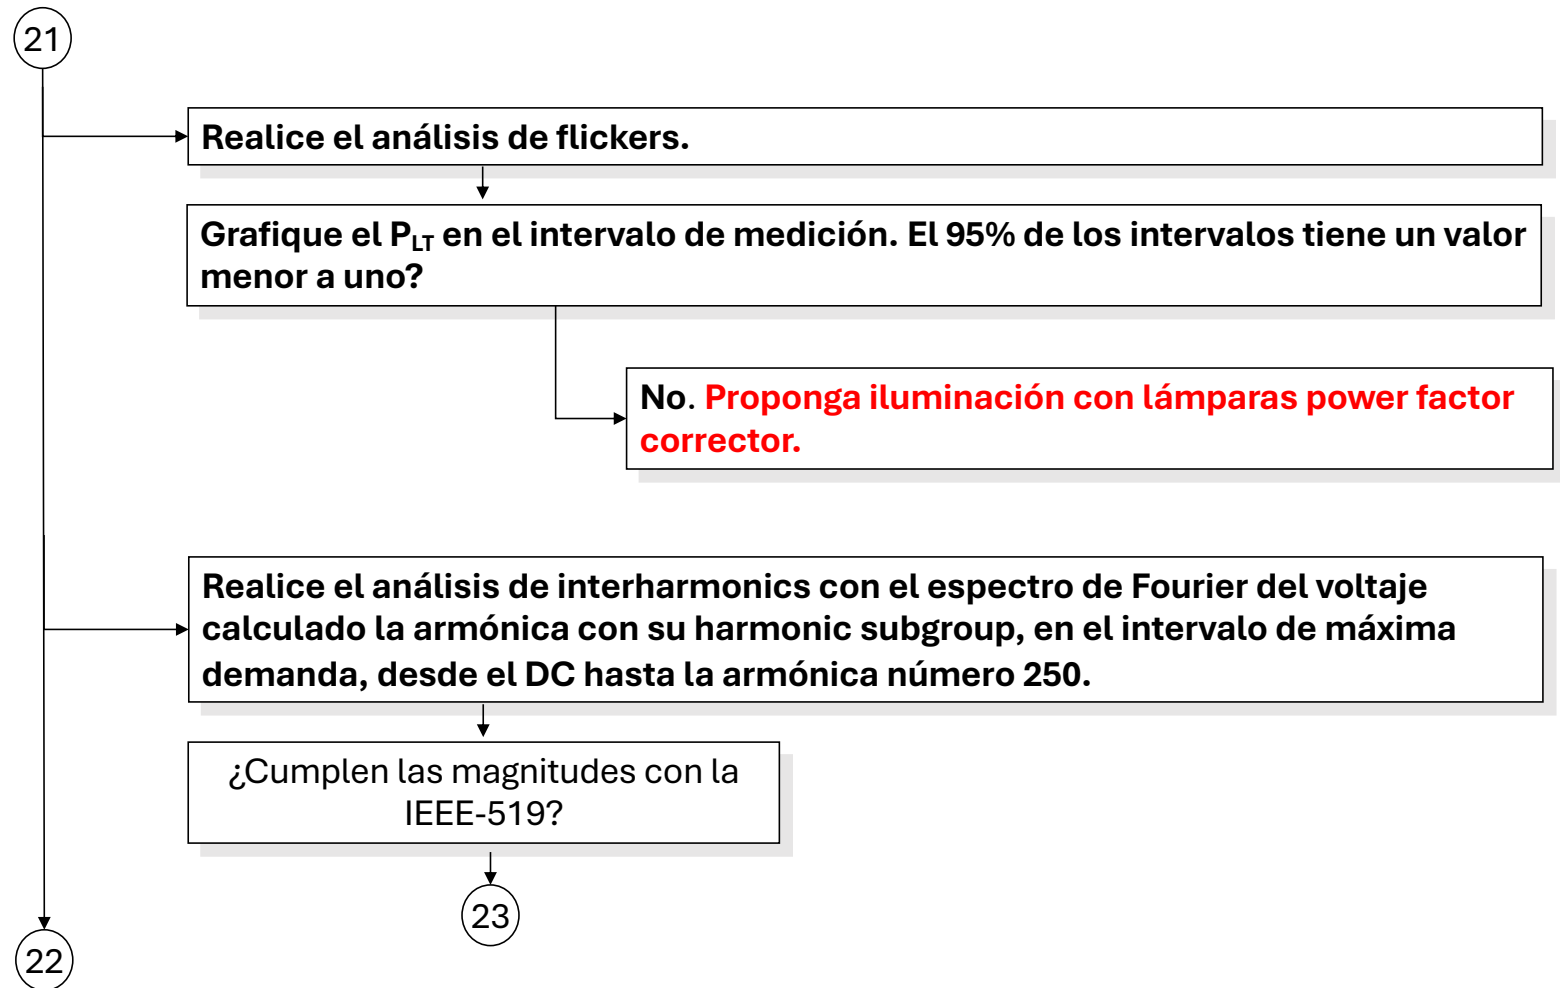 21
Realice el análisis de flickers.
Grafique el PLT en el intervalo de medición. El 95% de los intervalos tiene un valor
menor a uno?
No. Proponga iluminación con lámparas power factor
corrector.
Realice el análisis de interharmonics con el espectro de Fourier del voltaje
calculado la armónica con su harmonic subgroup, en el intervalo de máxima
demanda, desde el DC hasta la armónica número 250.
¿Cumplen las magnitudes con la
IEEE-519?
23
22